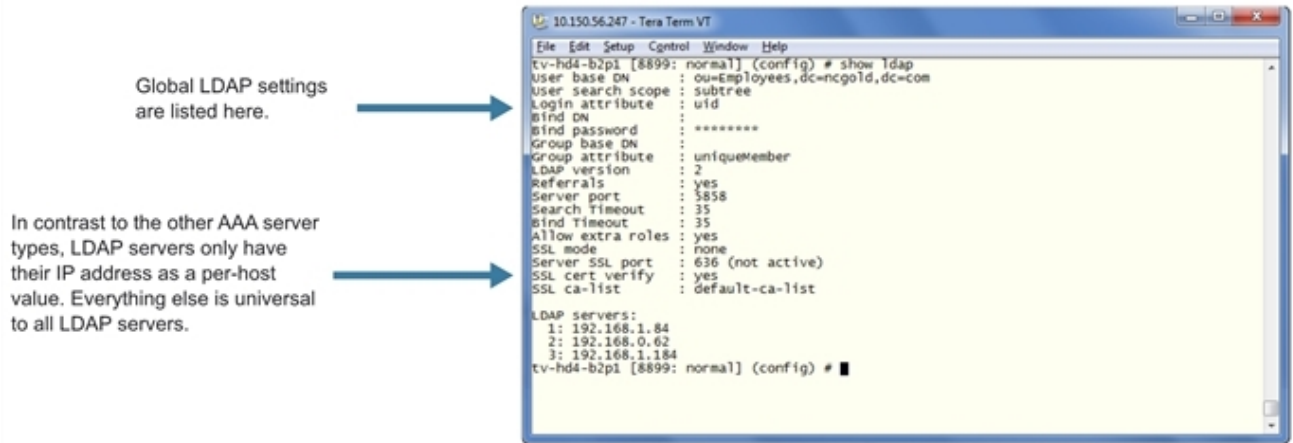 10.150.56.247 - Tera Term VT
File Edit Setup Control Window Help
Global LDAP settings
are listed here.
In contrast to the other AAA server
types, LDAP servers only have
their IP address as a per-host
value. Everything else is universal
to all LDAP servers.
tv-hd4-b2p1 [8899: normal] (config) # show ldap
User base DN : ou=Employees,dc=ncgold,dc=com
User search scope : subtree
Login attribute : uid
Bind DN :
Bind password : ********
Group base DN :
Group attribute : uniqueMember
LDAP version : 2
Referrals : yes
Server port : 5858
Search Timeout : 35
Bind Timeout : 35
Allow extra roles : yes
SSL mode : none
Server SSL port : 636 (not active)
SSL cert verify : yes
SSL ca-list : default-ca-list
LDAP servers:
1: 192.168.1.84
2: 192.168.0.62
3: 192.168.1.184
tv-hd4-b2p1 [8899: normal] (config) #